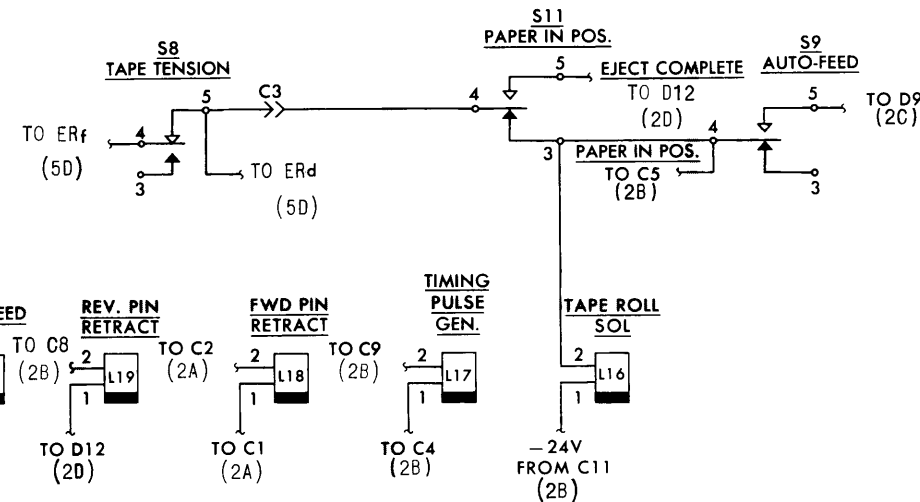 S11
PAPER IN POS.
S8
TAPE TENSION
S9
AUTO-FEED
5
EJECT COMPLETE
TO D12
(2D)
5
C3
4
5
TO D9
(2C)
TO ERf
(5D)
4
3
TO ERd
(5D)
3
PAPER IN POS.
TO C5
(2B)
4
3
EED
REV. PIN
RETRACT
FWD PIN
RETRACT
TIMING
PULSE
GEN.
TAPE ROLL
SOL
TO C8
(2B)
2
L19
1
TO C2
(2A)
2
L18
1
TO C9
(2B)
2
L17
1
2
L16
1
TO D12
(2D)
TO C1
(2A)
TO C4
(2B)
—24V
FROM C11
(2B)